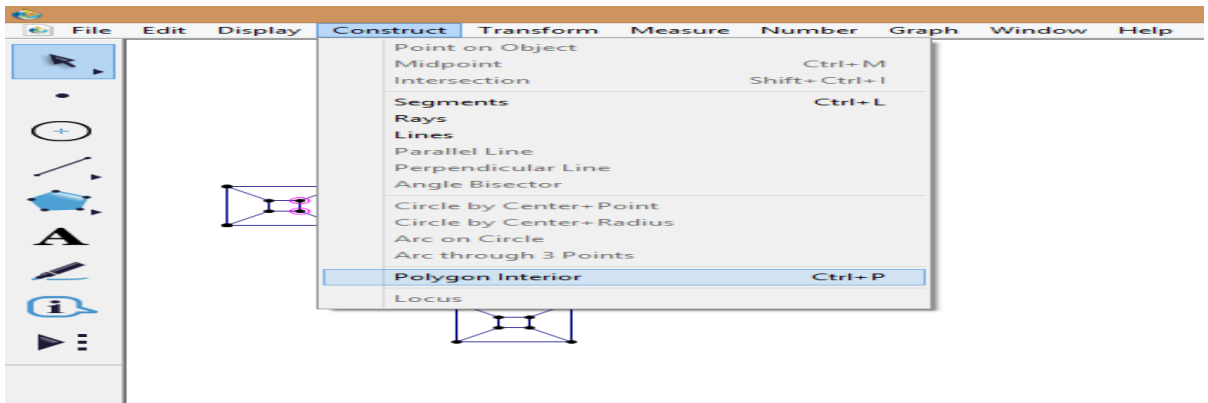 File Edit Display Construct Transform Measure Number Graph Window Help
Point on Object
Midpoint Ctrl+M
Intersection Shift+Ctrl+I
Segments Ctrl+L
Rays
Lines
Parallel Line
Perpendicular Line
Angle Bisector
Circle by Center+Point
Circle by Center+Radius
Arc on Circle
Arc through 3 Points
Polygon Interior Ctrl+P
Locus
A
i